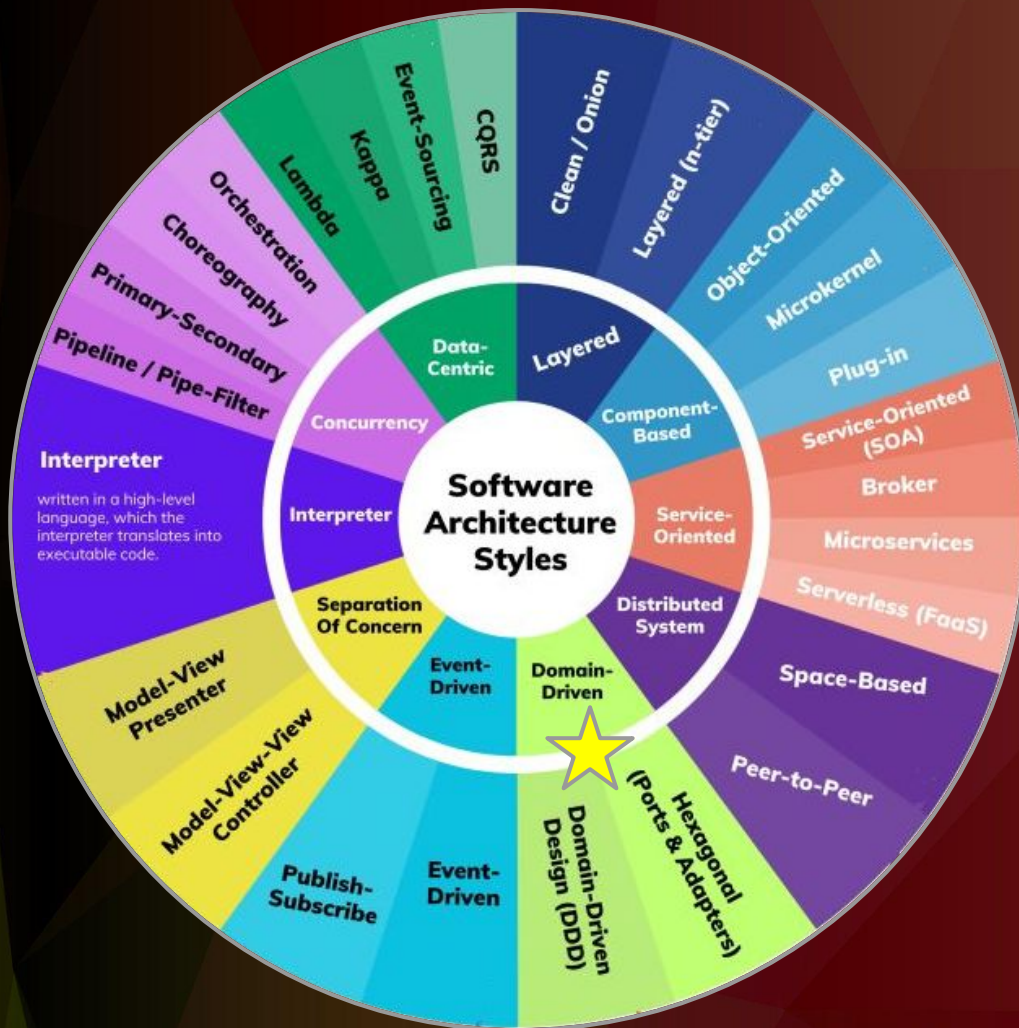 Software
Architecture
Styles
Layered
Component-
Based
Service-
Oriented
Distributed
System
Domain-
Driven
Event-
Driven
Separation
Of Concern
Interpreter
Concurrency
Data-
Centric
Clean / Onion
Layered (n-tier)
Object-Oriented
Microkernel
Plug-in
Service-Oriented
(SOA)
Broker
Microservices
Serverless (FaaS)
Space-Based
Peer-to-Peer
Hexagonal
(Ports & Adapters)
Domain-Driven
Design (DDD)
Event-
Driven
Publish-
Subscribe
Model-View-View
Controller
Model-View
Presenter
Interpreter
written in a high-level
language, which the
interpreter translates into
executable code.
Pipeline / Pipe-Filter
Primary-Secondary
Choreography
Orchestration
Lambda
Kappa
Event-Sourcing
CQRS